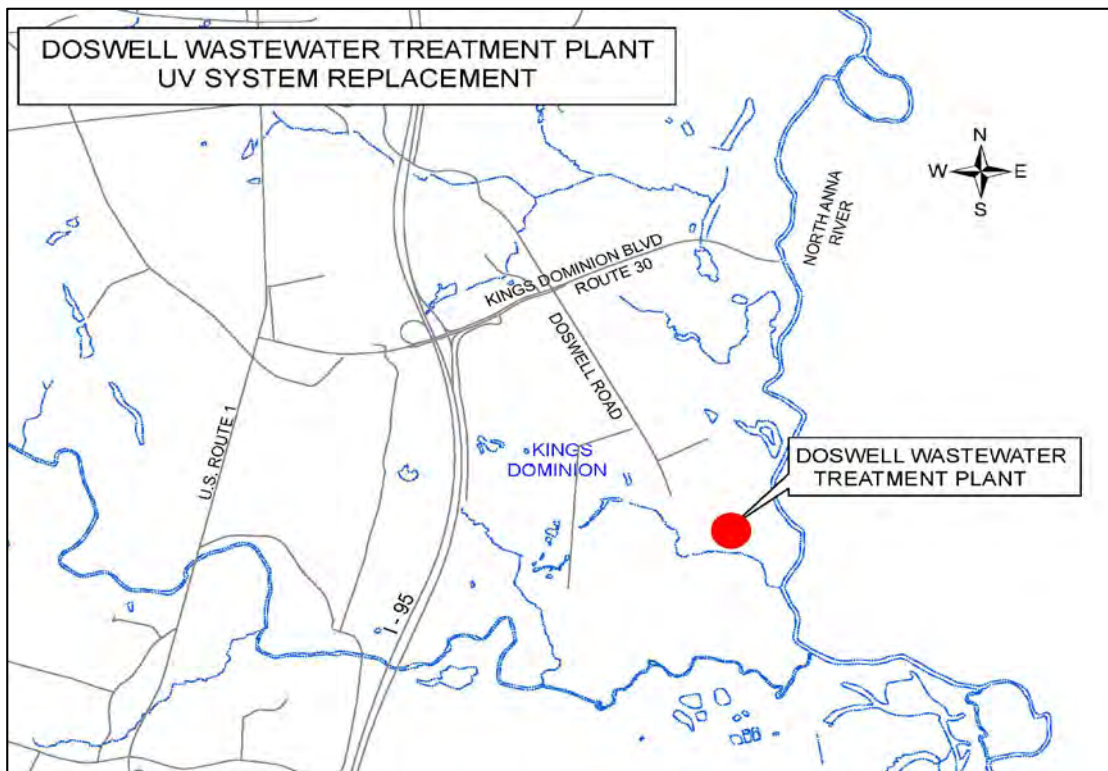 DOSWELL WASTEWATER TREATMENT PLANT
UV SYSTEM REPLACEMENT
N
W E
S
NORTH ANNA
RIVER
KINGS DOMINION BLVD
ROUTE 30
DOSWELL ROAD
U.S. ROUTE 1
KINGS
DOMINION
DOSWELL WASTEWATER
TREATMENT PLANT
I - 95